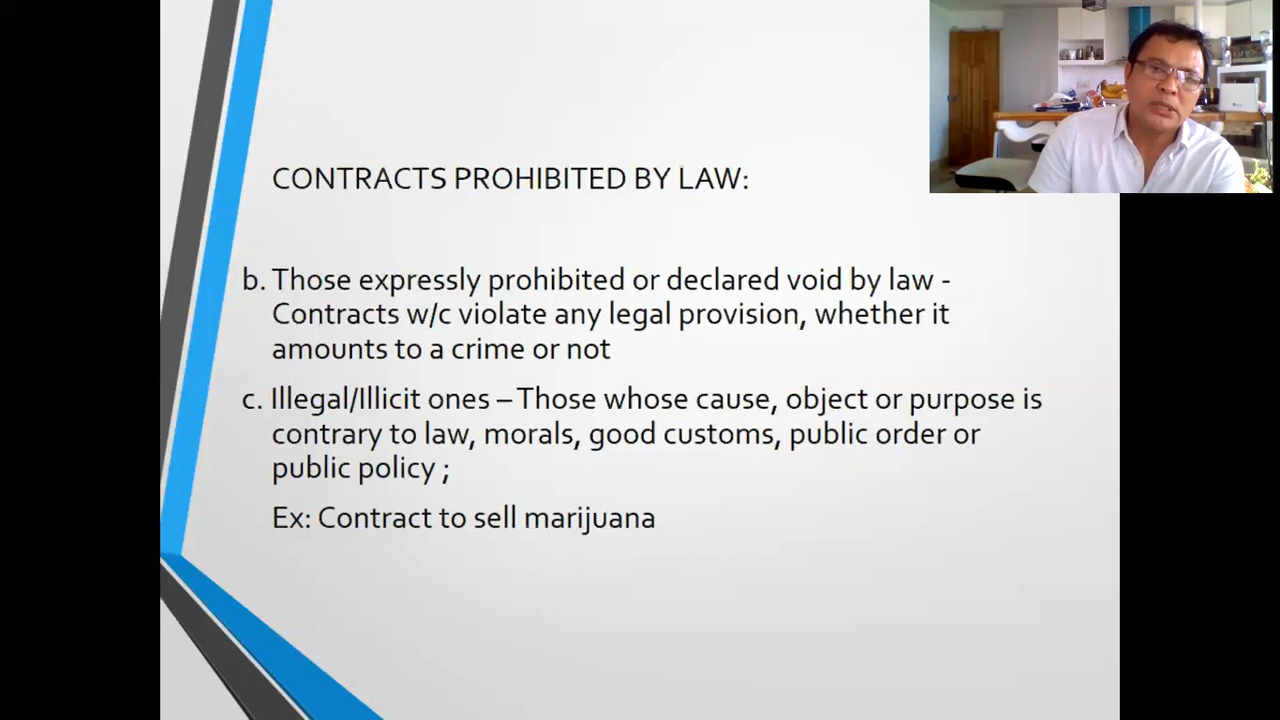 CONTRACTS PROHIBITED BY LAW:
b. Those expressly prohibited or declared void by law -
Contracts w/c violate any legal provision, whether it
amounts to a crime or not
c. Illegal/Illicit ones – Those whose cause, object or purpose is
contrary to law, morals, good customs, public order or
public policy ;
Ex: Contract to sell marijuana